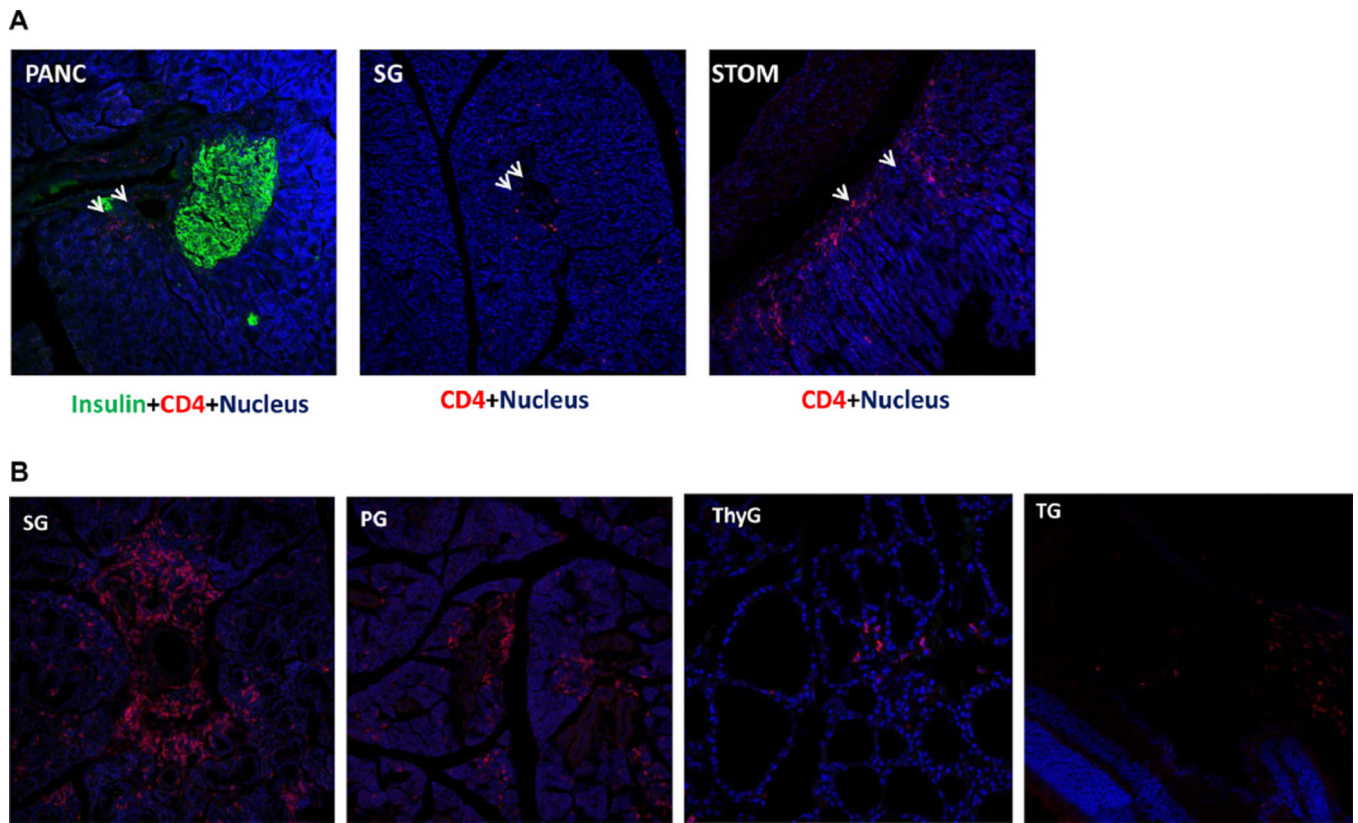 A
PANC
SG
STOM
Insulin+CD4+Nucleus
CD4+Nucleus
CD4+Nucleus
B
SG
PG
ThyG
TG